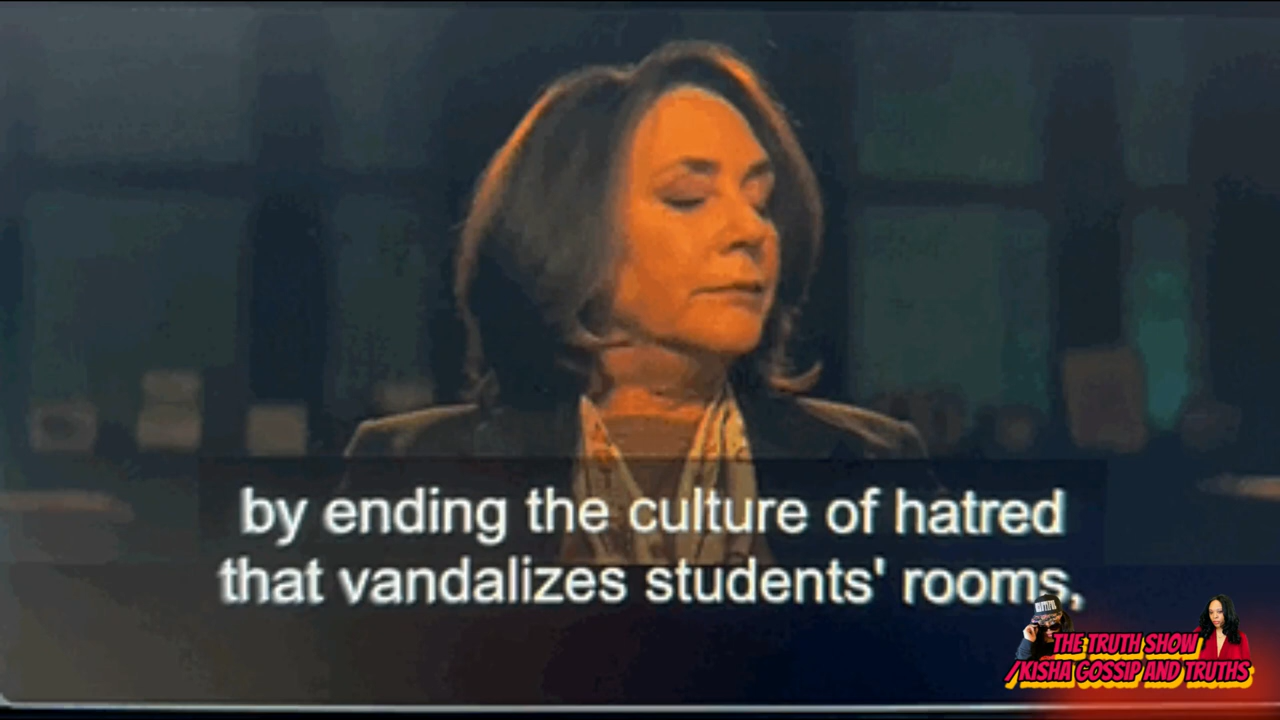 by ending the culture of hatred
that vandalizes students' rooms,
THE TRUTH SHOW
/KISHA GOSSIP AND TRUTHS